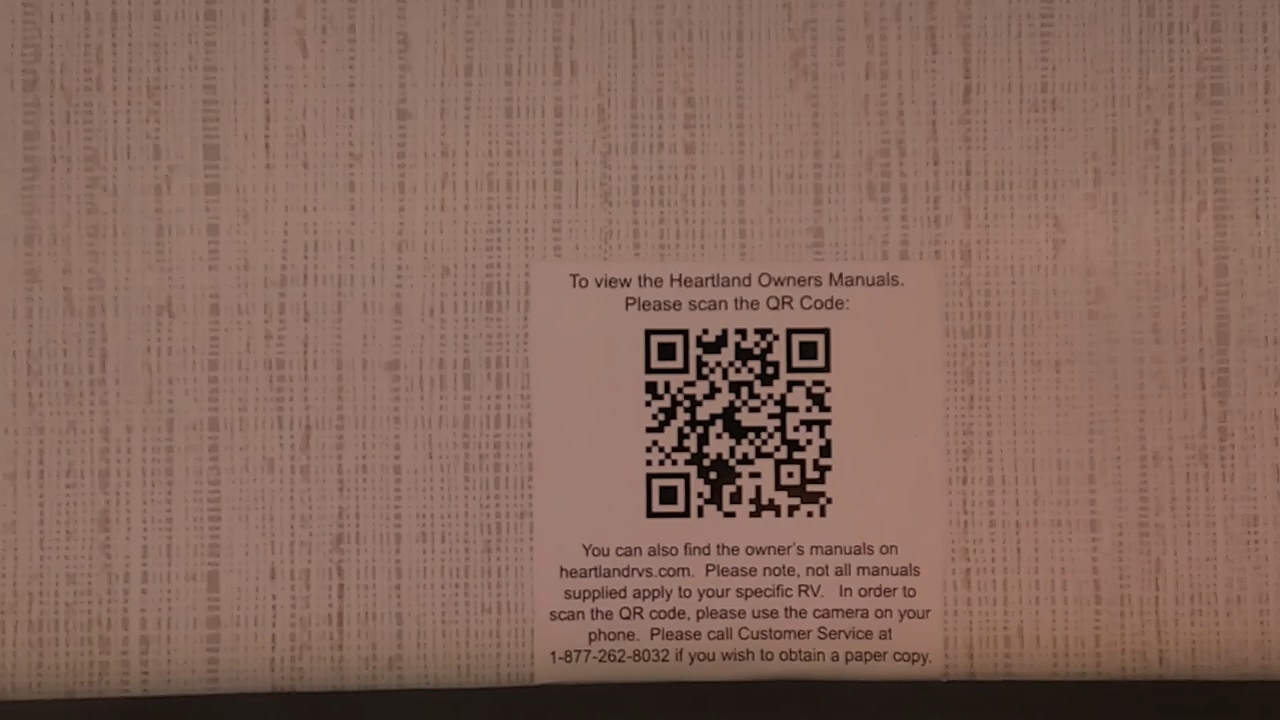 To view the Heartland Owners Manuals.
Please scan the QR Code:
You can also find the owner's manuals on
heartlandrvs.com.  Please note, not all manuals
supplied apply to your specific RV.   In order to
scan the QR code, please use the camera on your
phone.  Please call Customer Service at
1-877-262-8032 if you wish to obtain a paper copy.